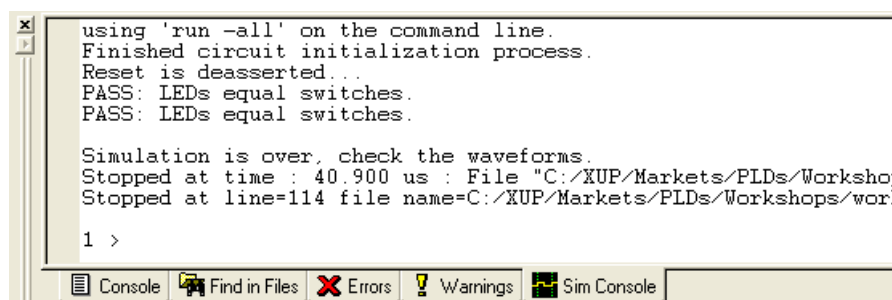 using 'run -all' on the command line.
Finished circuit initialization process.
Reset is deasserted...
PASS: LEDs equal switches.
PASS: LEDs equal switches.
Simulation is over, check the waveforms.
Stopped at time : 40.900 us : File "C:/XUP/Markets/PLDs/Worksho
Stopped at line=114 file name=C:/XUP/Markets/PLDs/Workshops/wor
1 >
Console Find in Files Errors Warnings Sim Console